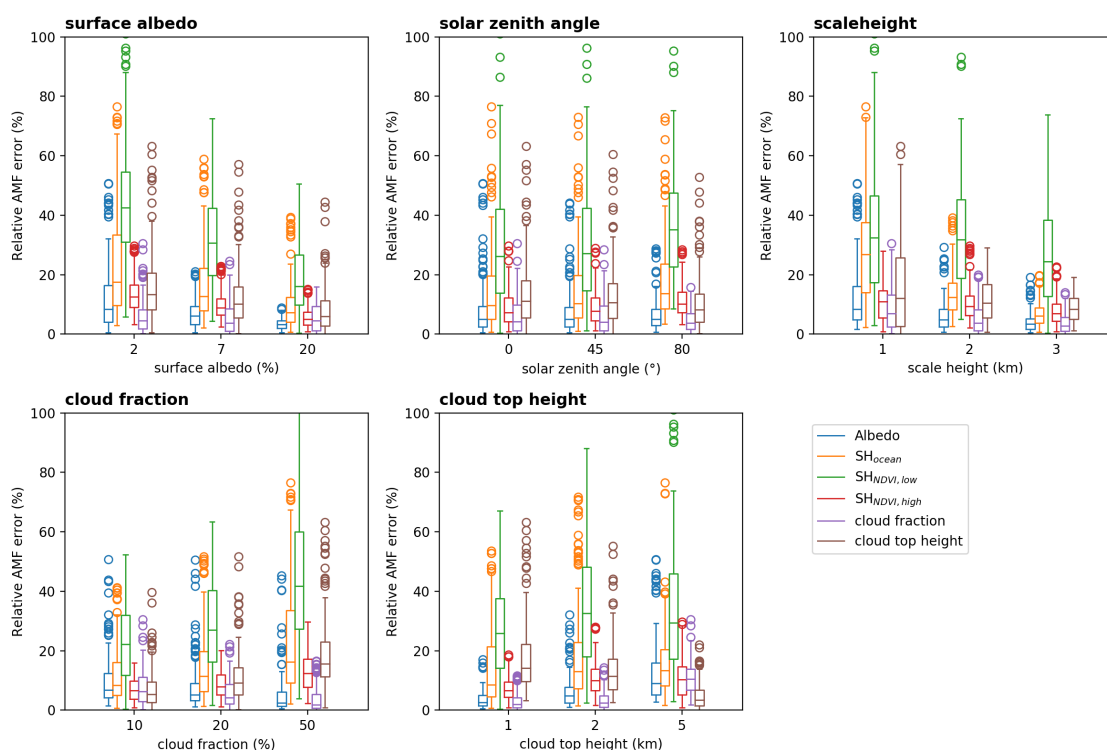 surface albedo
solar zenith angle
scaleheight
100
80
60
40
20
0
Relative AMF error (%)
2 7 20
surface albedo (%)
100
80
60
40
20
0
Relative AMF error (%)
0 45 80
solar zenith angle (°)
100
80
60
40
20
0
Relative AMF error (%)
1 2 3
scale height (km)
cloud fraction
cloud top height
100
80
60
40
20
0
Relative AMF error (%)
10 20 50
cloud fraction (%)
100
80
60
40
20
0
Relative AMF error (%)
1 2 5
cloud top height (km)
Albedo
SHocean
SHNDVI, low
SHNDVI, high
cloud fraction
cloud top height